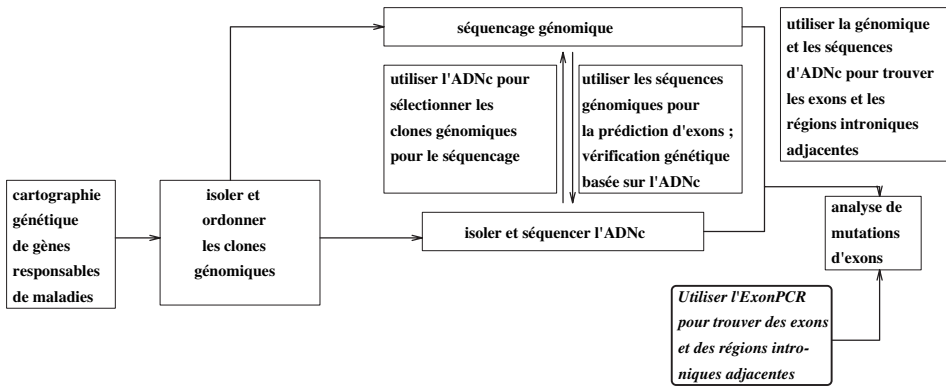 séquencage génomique
utiliser la génomique
et les séquences
d'ADNc pour trouver
les exons et les
régions introniques
adjacentes
utiliser l'ADNc pour
sélectionner les
clones génomiques
pour le séquencage
utiliser les séquences
génomiques pour
la prédiction d'exons ;
vérification génétique
basée sur l'ADNc
cartographie
génétique
de gènes
responsables
de maladies
isoler et
ordonner
les clones
génomiques
isoler et séquencer l'ADNc
analyse de
mutations
d'exons
Utiliser l'ExonPCR
pour trouver des exons
et des régions intro-
niques adjacentes